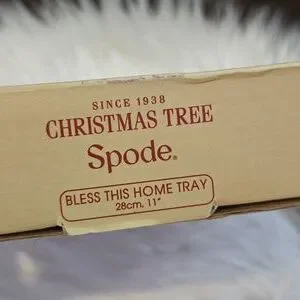 SINCE 1938
CHRISTMAS TREE
Spode®
BLESS THIS HOME TRAY
28cm, 11"